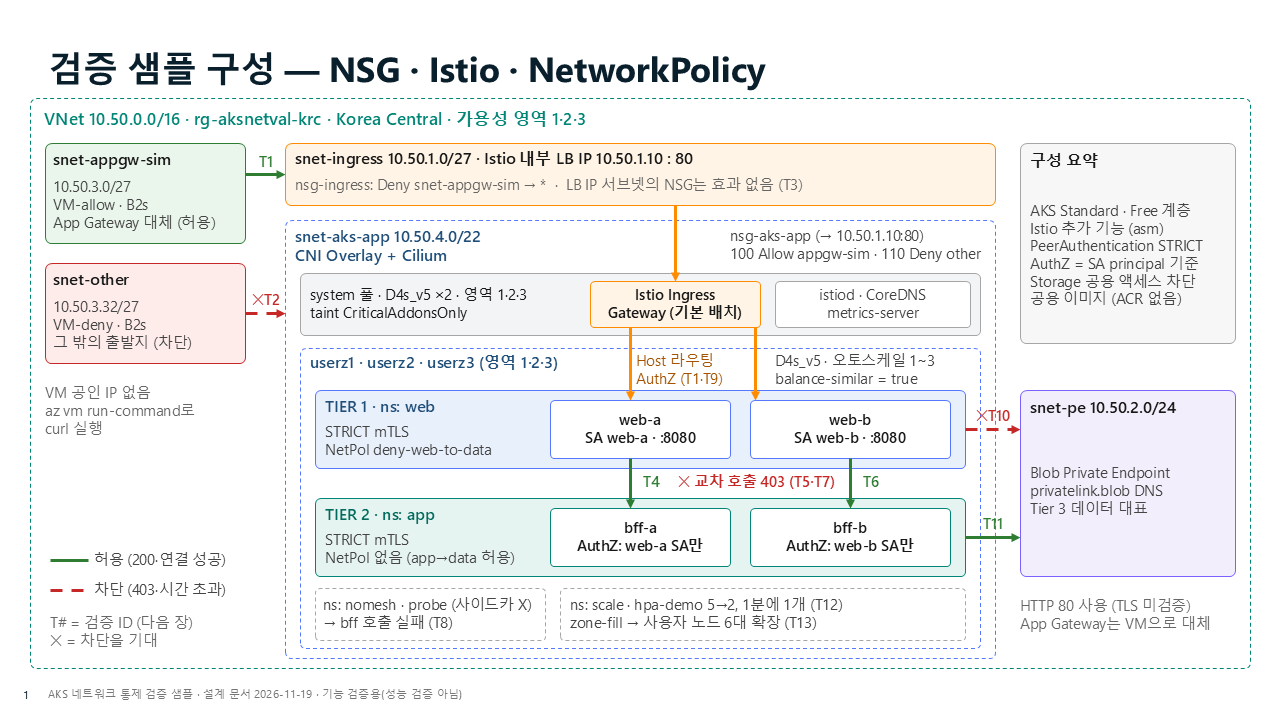 검증 샘플 구성 — NSG · Istio · NetworkPolicy
VNet 10.50.0.0/16 · rg-aksnetval-krc · Korea Central · 가용성 영역 1·2·3
snet-appgw-sim
10.50.3.0/27
VM-allow · B2s
App Gateway 대체 (허용)
T1
snet-ingress 10.50.1.0/27 · Istio 내부 LB IP 10.50.1.10 : 80
nsg-ingress: Deny snet-appgw-sim → * · LB IP 서브넷의 NSG는 효과 없음 (T3)
구성 요약
AKS Standard · Free 계층
Istio 추가 기능 (asm)
PeerAuthentication STRICT
AuthZ = SA principal 기준
Storage 공용 액세스 차단
공용 이미지 (ACR 없음)
snet-other
10.50.3.32/27
VM-deny · B2s
그 밖의 출발지 (차단)
×T2
VM 공인 IP 없음
az vm run-command로
curl 실행
snet-aks-app 10.50.4.0/22
CNI Overlay + Cilium
nsg-aks-app (→ 10.50.1.10:80)
100 Allow appgw-sim · 110 Deny other
system 풀 · D4s_v5 ×2 · 영역 1·2·3
taint CriticalAddonsOnly
Istio Ingress
Gateway (기본 배치)
istiod · CoreDNS
metrics-server
userz1 · userz2 · userz3 (영역 1·2·3)
Host 라우팅
AuthZ (T1·T9)
D4s_v5 · 오토스케일 1~3
balance-similar = true
TIER 1 · ns: web
STRICT mTLS
NetPol deny-web-to-data
web-a
SA web-a · :8080
web-b
SA web-b · :8080
×T10
T4
× 교차 호출 403 (T5·T7)
T6
TIER 2 · ns: app
STRICT mTLS
NetPol 없음 (app→data 허용)
bff-a
AuthZ: web-a SA만
bff-b
AuthZ: web-b SA만
T11
ns: nomesh · probe (사이드카 X)
→ bff 호출 실패 (T8)
ns: scale · hpa-demo 5→2, 1분에 1개 (T12)
zone-fill → 사용자 노드 6대 확장 (T13)
snet-pe 10.50.2.0/24
Blob Private Endpoint
privatelink.blob DNS
Tier 3 데이터 대표
HTTP 80 사용 (TLS 미검증)
App Gateway는 VM으로 대체
허용 (200·연결 성공)
차단 (403·시간 초과)
T# = 검증 ID (다음 장)
× = 차단을 기대
1 AKS 네트워크 통제 검증 샘플 · 설계 문서 2026-11-19 · 기능 검증용(성능 검증 아님)